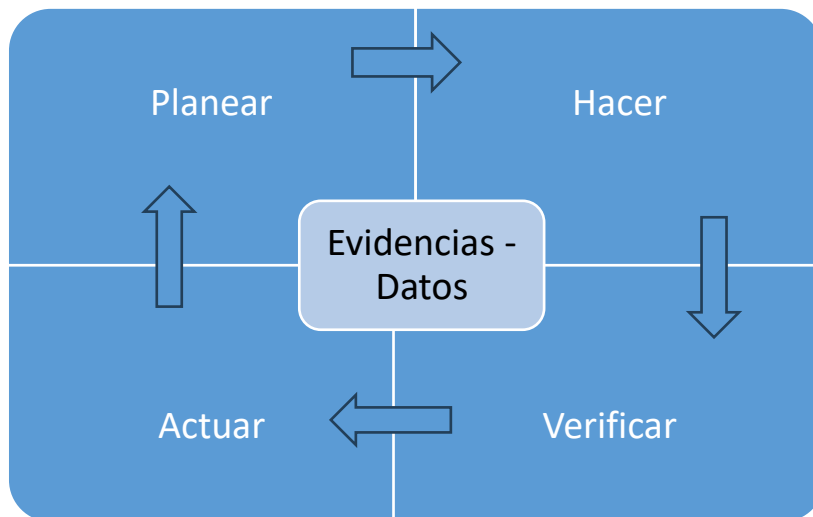 Planear
Hacer
Evidencias -
Datos
Actuar
Verificar